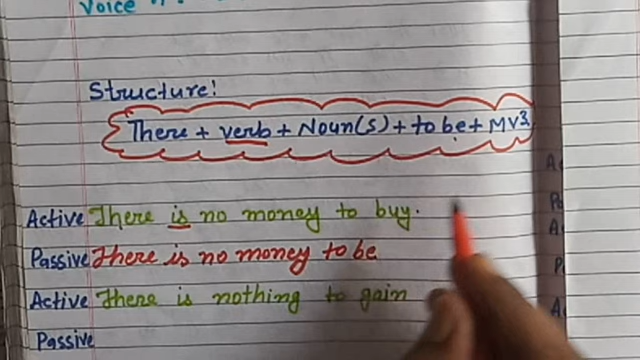 Voice
Structure!
There + verb + Noun(s) + to be + MV3
Active There is no money to buy.
Passive There is no money to be
Active There is nothing to gain
Passive